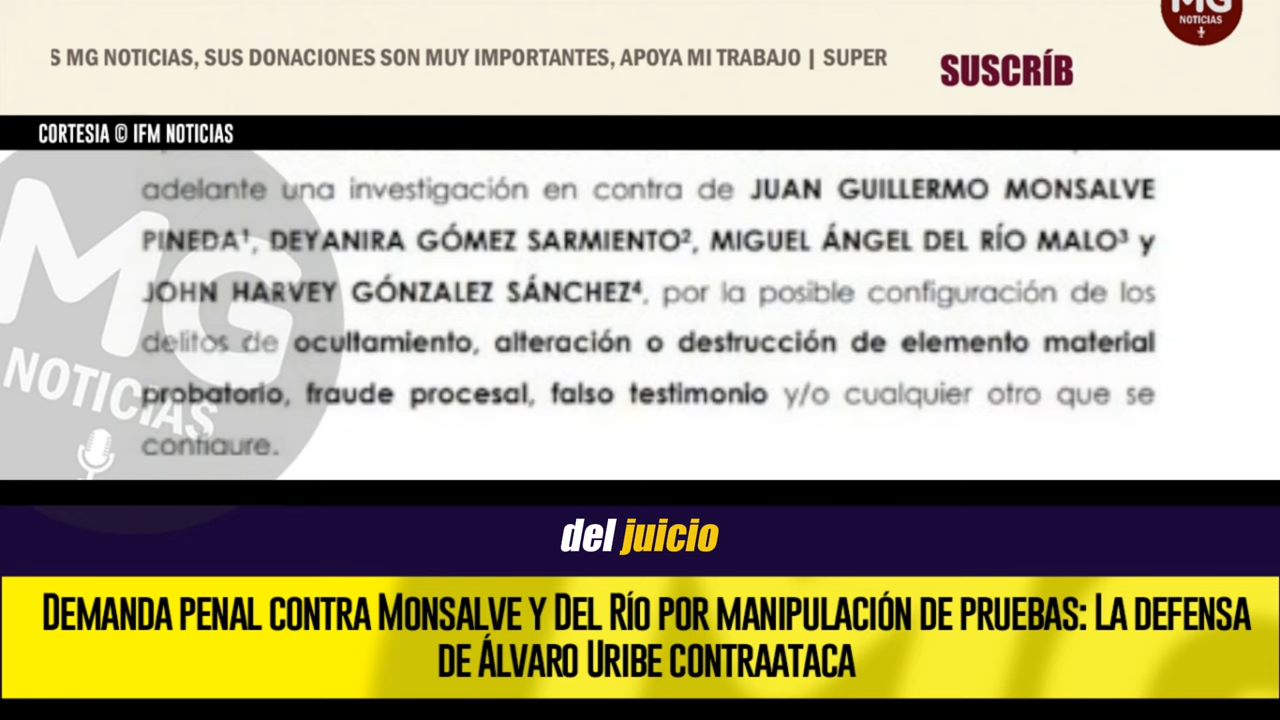 MG
NOTICIAS
S MG NOTICIAS, SUS DONACIONES SON MUY IMPORTANTES, APOYA MI TRABAJO | SUPER
SUSCRÍB
CORTESIA © IFM NOTICIAS
adelante una investigación en contra de JUAN GUILLERMO MONSALVE
PINEDA¹, DEYANIRA GÓMEZ SARMIENTO², MIGUEL ÁNGEL DEL RÍO MALO³ y
JOHN HARVEY GÓNZALEZ SÁNCHEZ⁴, por la posible configuración de los
delitos de ocultamiento, alteración o destrucción de elemento material
probatorio, fraude procesal, falso testimonio y/o cualquier otro que se
configure.
MG
NOTICIAS
del juicio
DEMANDA PENAL CONTRA MONSALVE Y DEL RÍO POR MANIPULACIÓN DE PRUEBAS: LA DEFENSA
DE ÁLVARO URIBE CONTRAATACA